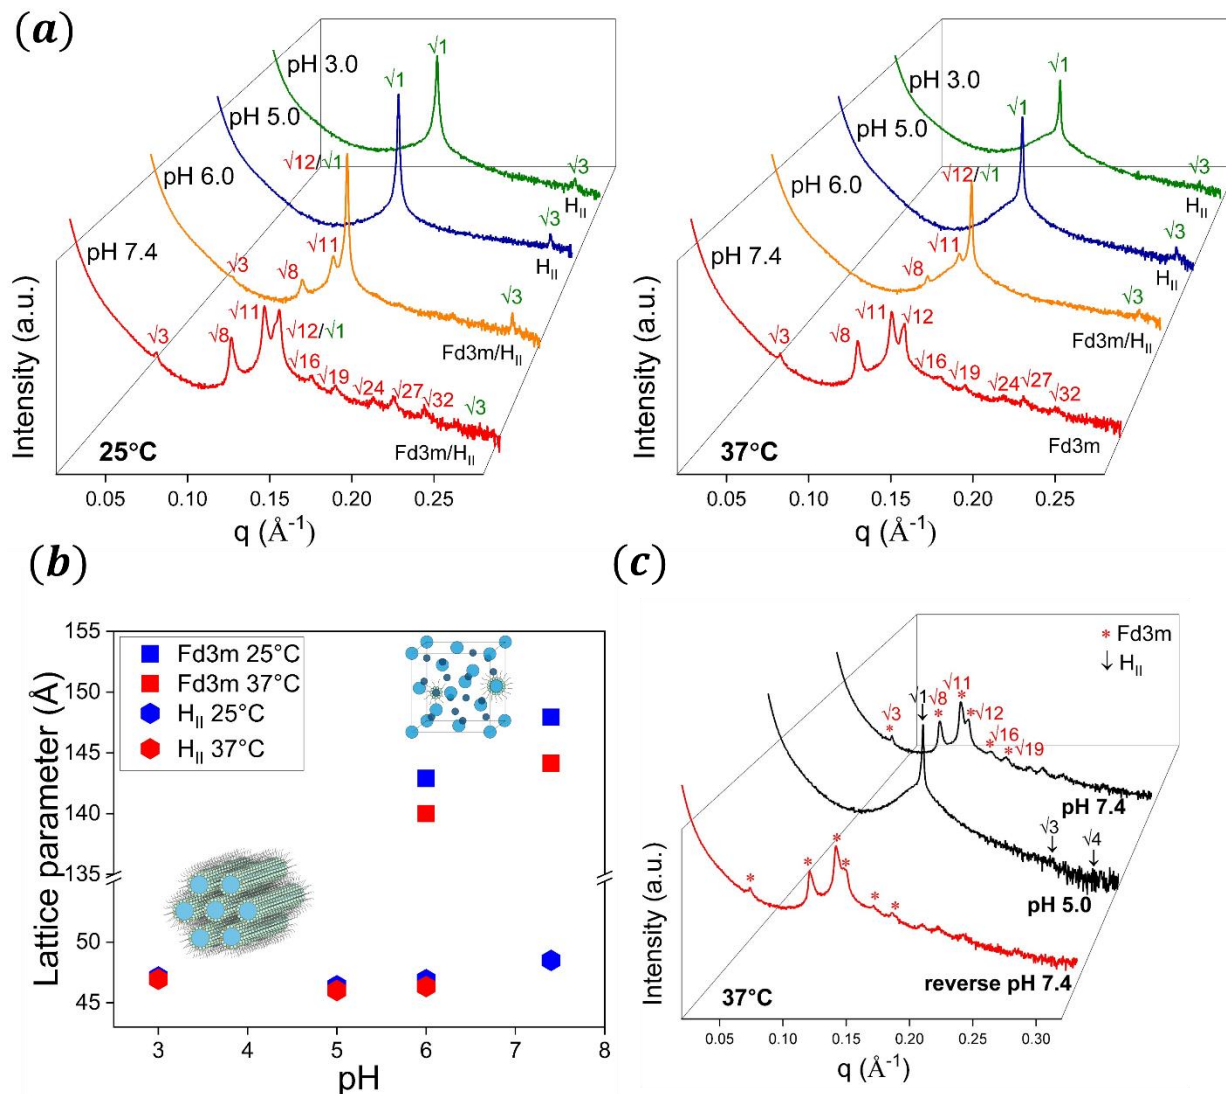 (a)
Intensity (a.u.)
pH 3.0
pH 5.0
pH 6.0
pH 7.4
√1
√3
H_II
√1
√3
H_II
√12/√1
√3
√8
√11
√3
Fd3m/H_II
√3
√8
√11
√12/√1
√16
√19
√24
√27
√32
√3
Fd3m/H_II
25°C
0.05 0.10 0.15 0.20 0.25
q (Å⁻¹)
Intensity (a.u.)
pH 3.0
pH 5.0
pH 6.0
pH 7.4
√1
√3
H_II
√1
√3
H_II
√12/√1
√8
√11
√3
Fd3m/H_II
√3
√8
√11
√12
√16
√19
√24
√27
√32
Fd3m
37°C
0.05 0.10 0.15 0.20 0.25
q (Å⁻¹)
(b)
Lattice parameter (Å)
155
150
145
140
135
50
45
Fd3m 25°C
Fd3m 37°C
H_II 25°C
H_II 37°C
3 4 5 6 7 8
pH
(c)
Intensity (a.u.)
* Fd3m
↓ H_II
√3
√1
√8
√11
√12
√16
√19
pH 7.4
√3
√4
pH 5.0
reverse pH 7.4
37°C
0.05 0.10 0.15 0.20 0.25 0.30
q (Å⁻¹)